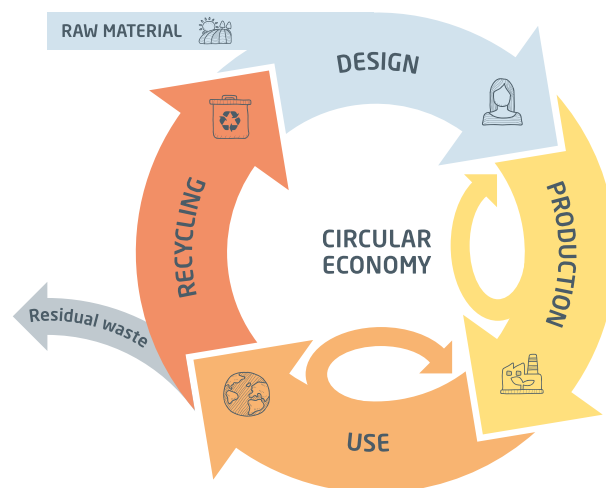 RAW MATERIAL
DESIGN
PRODUCTION
CIRCULAR
ECONOMY
RECYCLING
Residual waste
USE